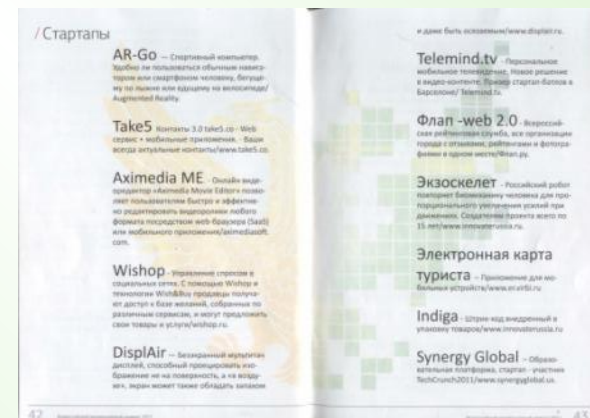 /Стартапы
AR-Go – Спортивный компьютер.
Удобно ли пользоваться обычным навига-
тором или смартфоном человеку, бегуще-
му по лыжне или едущему на велосипеде/
Augmented Reality.
Take5 Контакты 3.0 take5.co - Web
сервис + мобильные приложения. - Ваши
всегда актуальные контакты/www.take5.co.
Aximedia ME - Онлайн виде-
оредактор «Aximedia Movie Editor» позво-
ляет пользователям быстро и эффектив-
но редактировать видеоролики любого
формата посредством web-браузера (SaaS)
или мобильного приложения/aximediasoft.
com.
Wishop - Управление спросом в
социальных сетях. С помощью Wishop и
технологии Wish&Buy продавцы получа-
ют доступ к базе желаний, собранных по
различным сервисам, и могут предложить
свои товары и услуги/wishop.ru.
DisplAir – Безэкранный мультитач
дисплей, способный проецировать изо-
бражение не на поверхность, а «в возду-
хе», экран может также обладать запахом
42
и даже быть осязаемым/www.displair.ru.
Telemind.tv - Персональное
мобильное телевидение. Новое решение
в видео-контенте. Призер стартап-батлов в
Барселоне/ Telemind.tv.
Флап -web 2.0 - Всероссий-
ская рейтинговая служба, все организации
города с отзывами, рейтингами и фотогра-
фиями в одном месте/Флап.ру.
Экзоскелет - Российский робот
повторяет биомеханику человека для про-
порционального увеличения усилий при
движении. Создателям проекта всего по
15 лет/www.innovaterussia.ru.
Электронная карта
туриста – Приложение для мо-
бильных устройств/www.er.virbi.ru
Indiga - Штрих-код внедренный в
упаковку товаров/www.innovaterussia.ru
Synergy Global – Образо-
вательная платформа, стартап - участник
TechCrunch2011/www.synergyglobal.us.
43